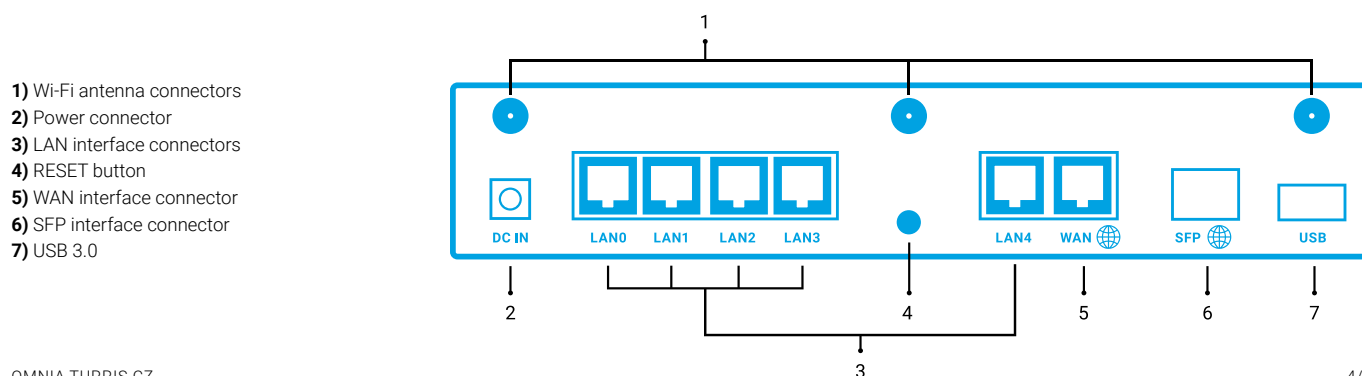 1
1) Wi-Fi antenna connectors
2) Power connector
3) LAN interface connectors
4) RESET button
5) WAN interface connector
6) SFP interface connector
7) USB 3.0
DC IN LAN0 LAN1 LAN2 LAN3 LAN4 WAN SFP USB
2 4 5 6 7
3